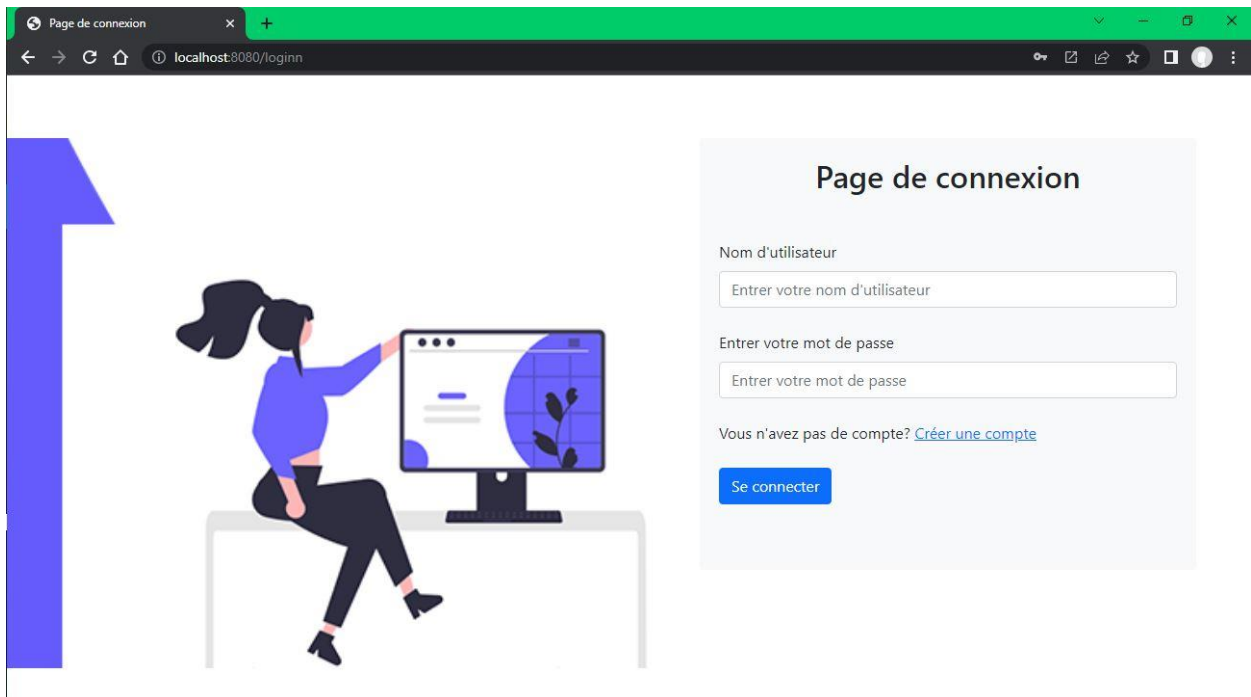 Page de connexion
localhost:8080/loginn
Page de connexion
Nom d'utilisateur
Entrer votre nom d'utilisateur
Entrer votre mot de passe
Entrer votre mot de passe
Vous n'avez pas de compte? Créer une compte
Se connecter